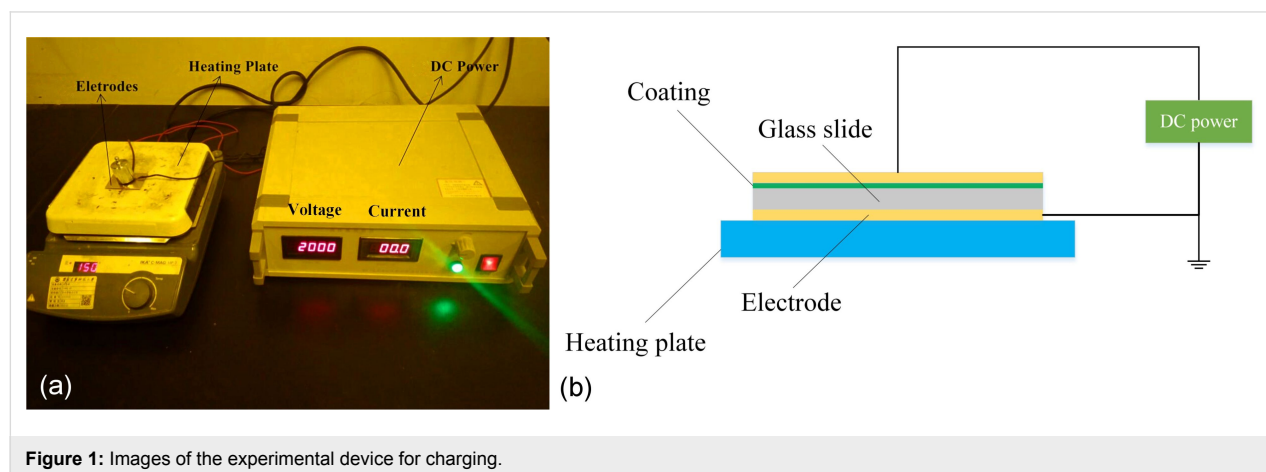 Heating Plate
DC Power
Eletrodes
Voltage
Current
2000
00.0
150
(a)
Coating
Glass slide
DC power
Electrode
Heating plate
(b)
Figure 1: Images of the experimental device for charging.